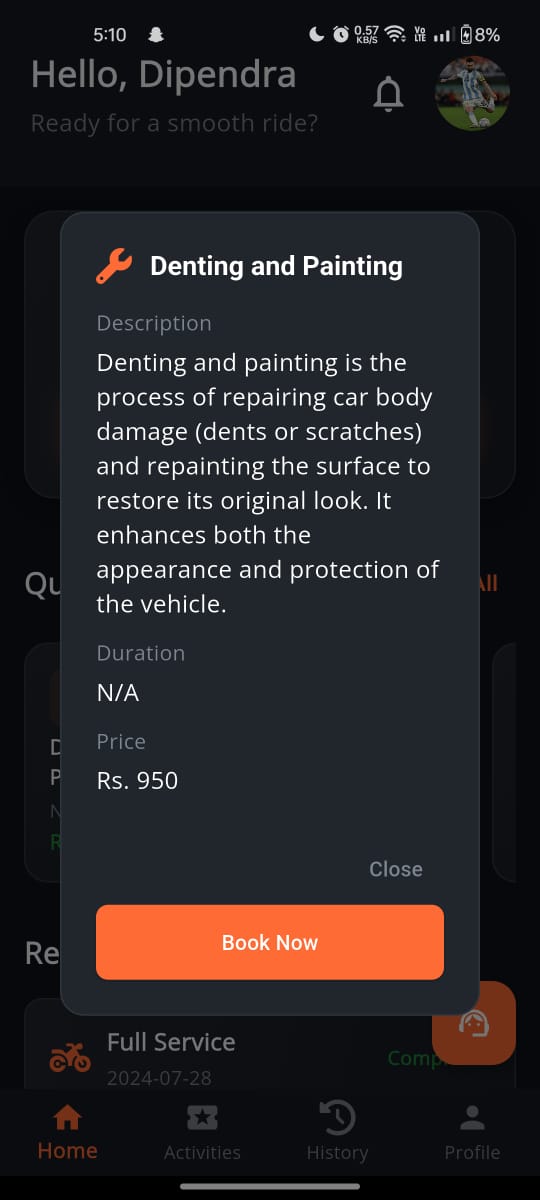 5:10
0.57
KB/S
Vo
LTE
8%
Hello, Dipendra
Ready for a smooth ride?
Denting and Painting
Description
Denting and painting is the
process of repairing car body
damage (dents or scratches)
and repainting the surface to
restore its original look. It
enhances both the
appearance and protection of
the vehicle.
Qu
All
Duration
N/A
Price
Rs. 950
D
P
N
R
Close
Book Now
Re
Full Service
Comp
2024-07-28
Home
Activities
History
Profile